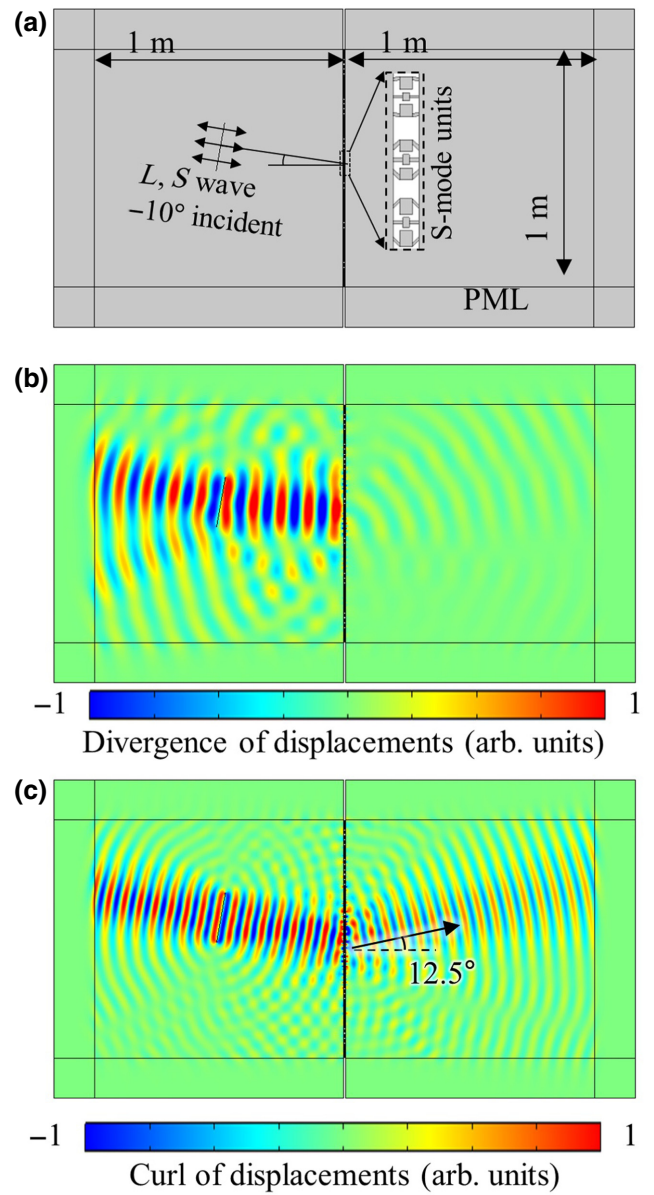 (a)
1 m
1 m
L, S wave
−10° incident
S-mode units
1 m
PML
(b)
−1
1
Divergence of displacements (arb. units)
(c)
12.5°
−1
1
Curl of displacements (arb. units)